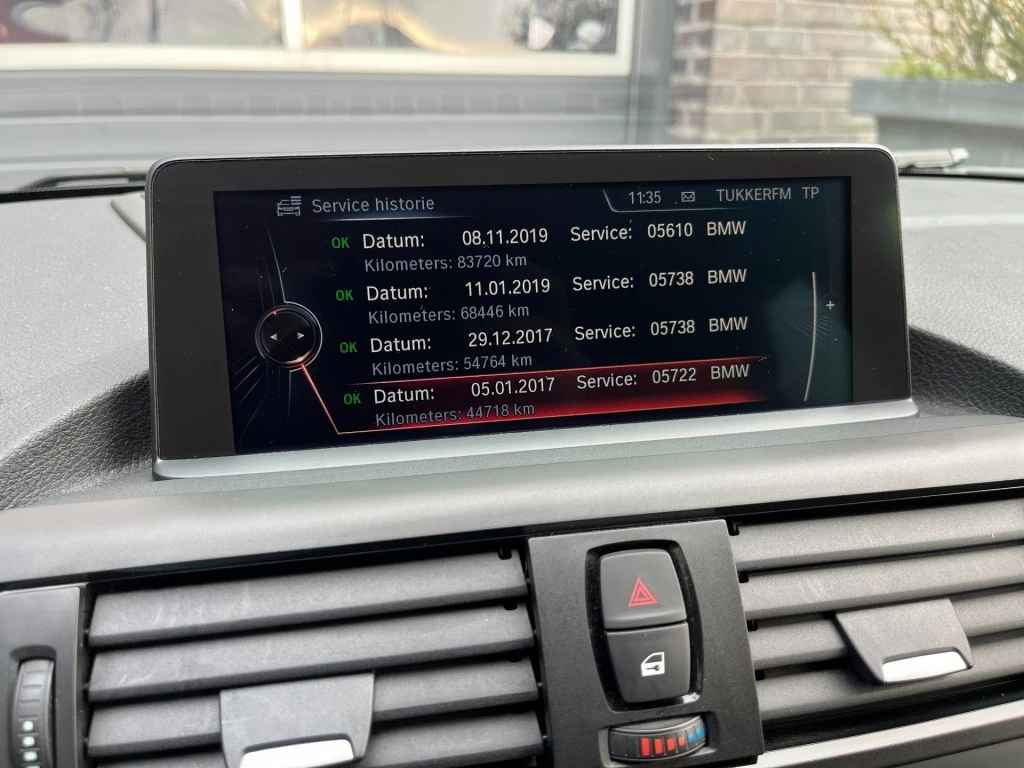 Service historie 11:35 TUKKERFM TP
OK Datum: 08.11.2019 Service: 05610 BMW
Kilometers: 83720 km
OK Datum: 11.01.2019 Service: 05738 BMW
Kilometers: 68446 km
OK Datum: 29.12.2017 Service: 05738 BMW
Kilometers: 54764 km
OK Datum: 05.01.2017 Service: 05722 BMW
Kilometers: 44718 km